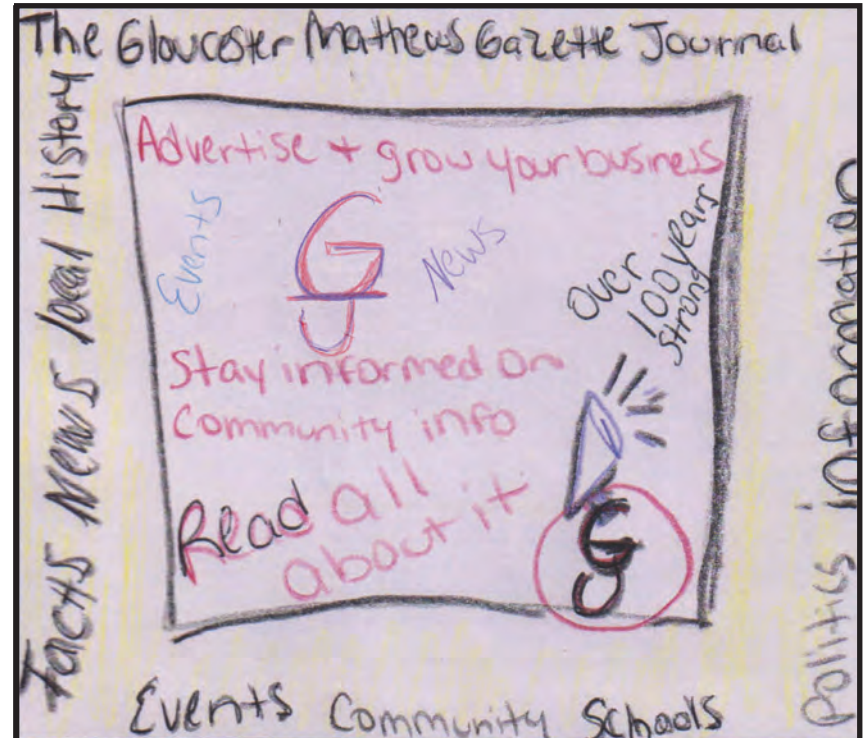 The Gloucester Mathews Gazette Journal
Facts News local History
Advertise + grow your business
Events
G
J
News
Over
100 years
Strong
Stay informed on
Community info
Read all
about it
G
J
Politics information
Events Community Schools